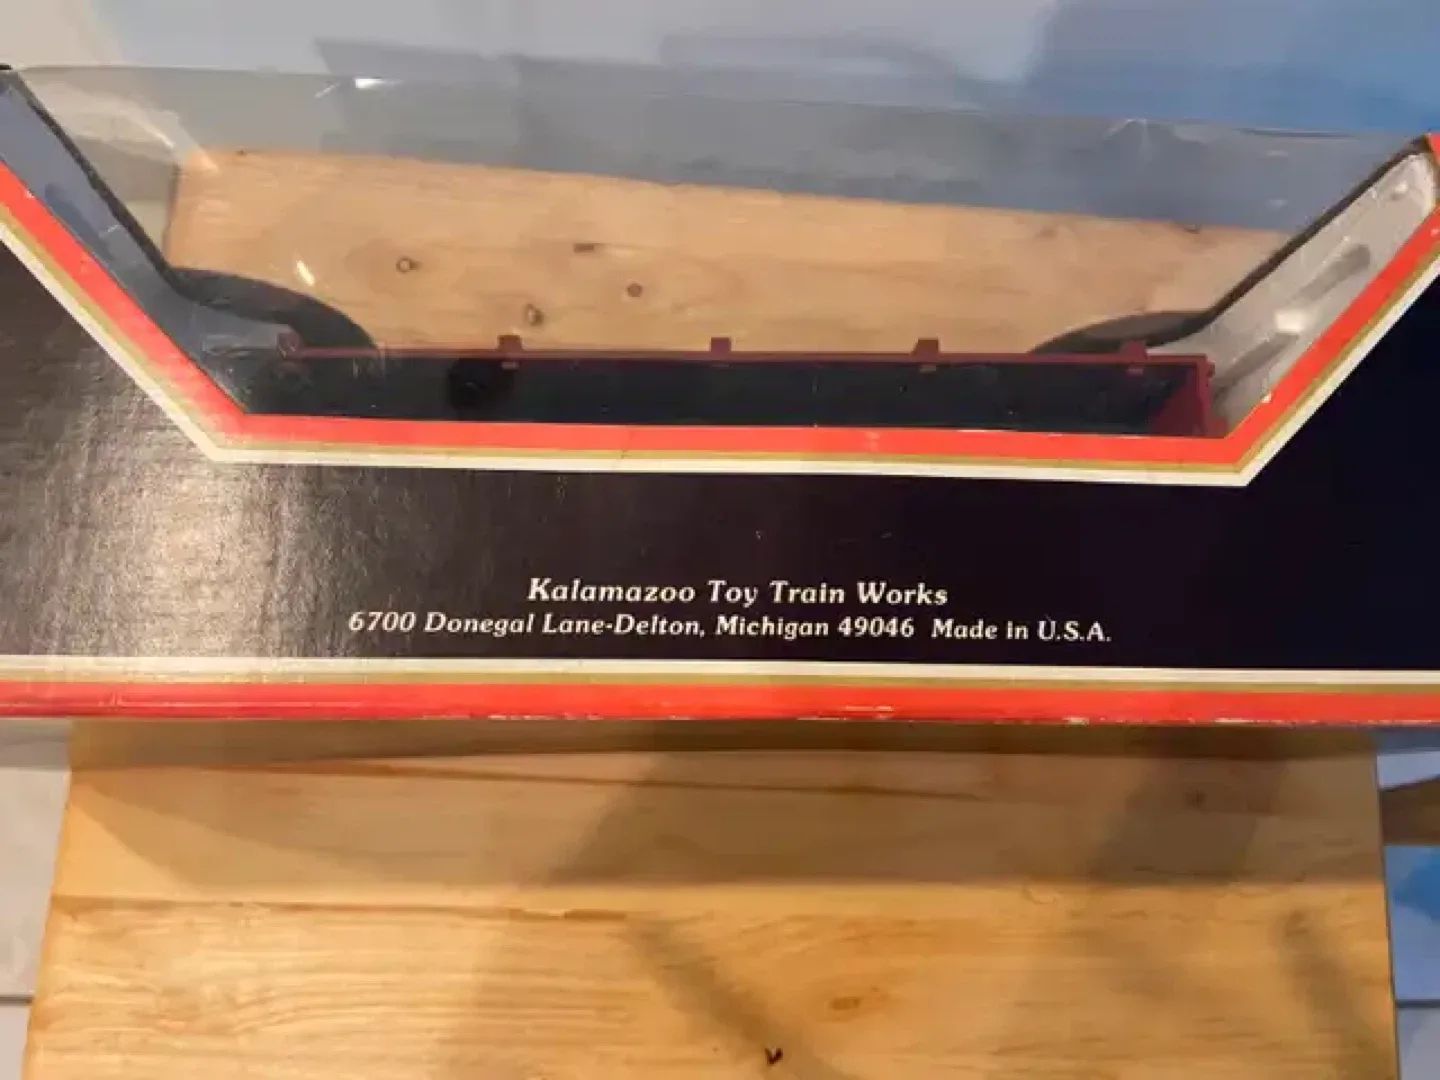 Kalamazoo Toy Train Works
6700 Donegal Lane-Delton, Michigan 49046 Made in U.S.A.